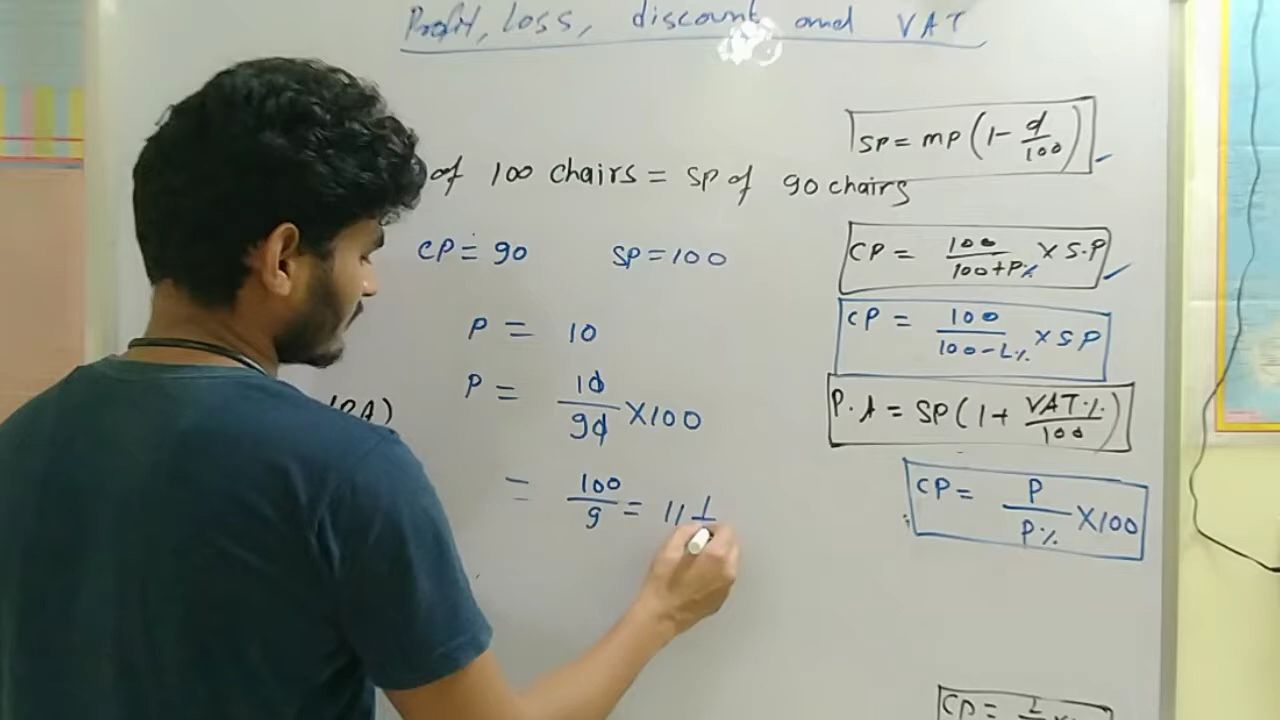 Profit, Loss, discount and VAT
SP = MP (1 - d/100)
of 100 chairs = SP of 90 chairs
CP = 90 SP = 100
CP = 100/100+P% × S.P
P = 10
CP = 100/100-L% × SP
P = 10/90 × 100
P.A = SP (1 + VAT%/100)
= 100/9 = 11 1
CP = P/P% × 100
CP =